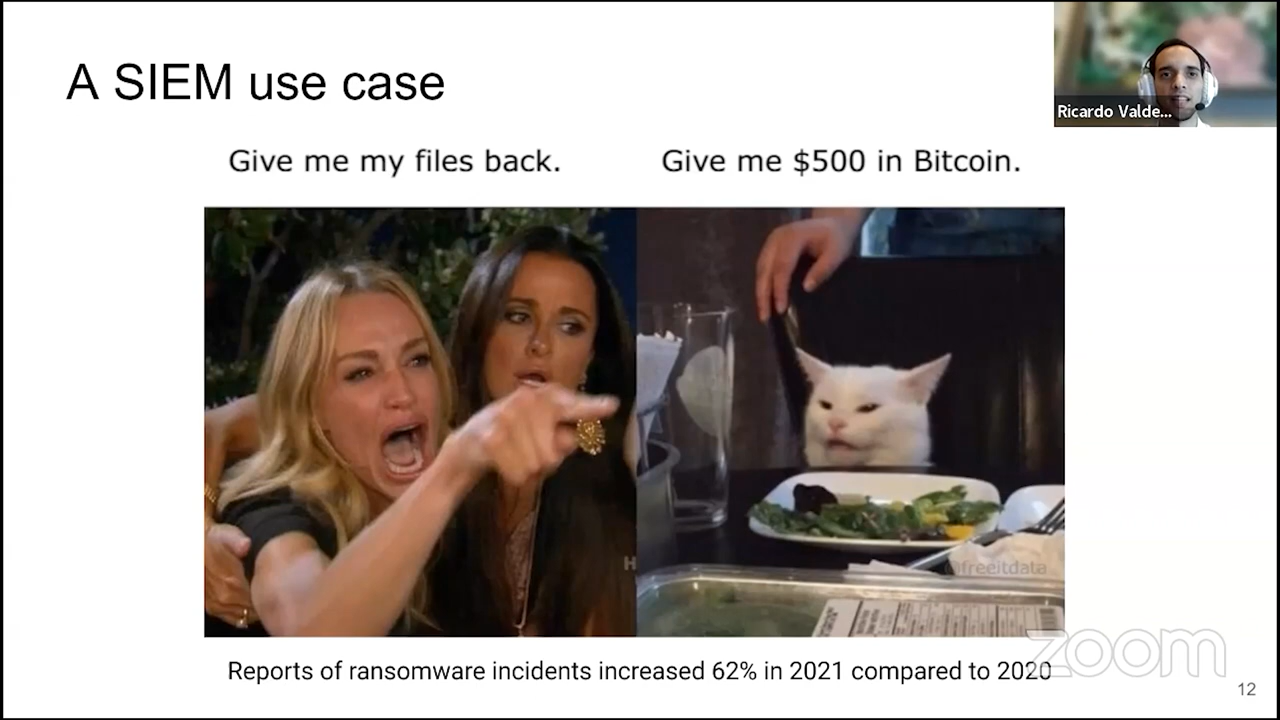 A SIEM use case
Ricardo Valde...
Give me my files back.
Give me $500 in Bitcoin.
@freeitdata
Reports of ransomware incidents increased 62% in 2021 compared to 2020
zoom
12